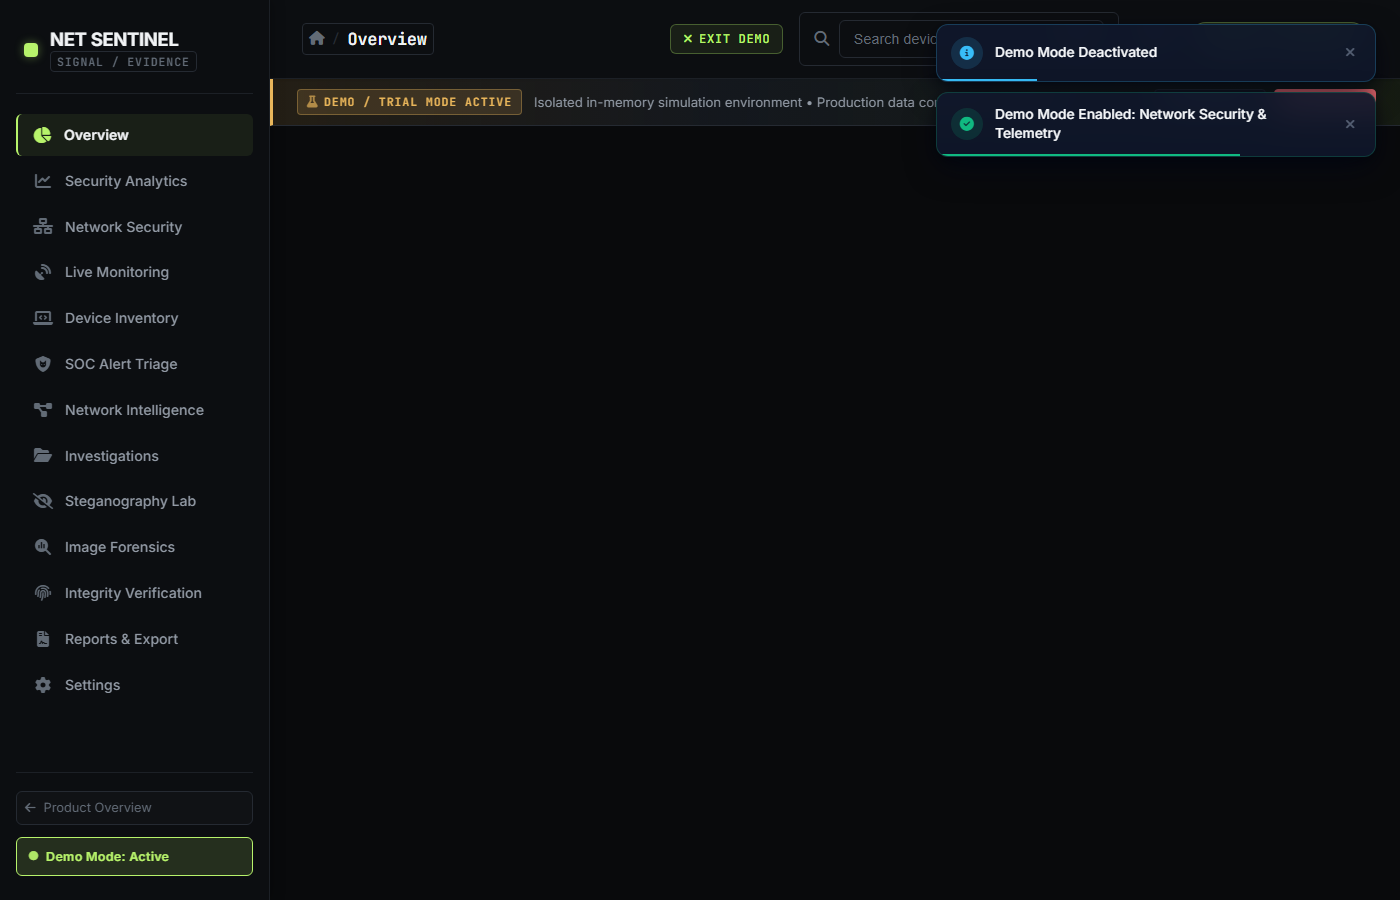 NET SENTINEL
SIGNAL / EVIDENCE
Overview
Security Analytics
Network Security
Live Monitoring
Device Inventory
SOC Alert Triage
Network Intelligence
Investigations
Steganography Lab
Image Forensics
Integrity Verification
Reports & Export
Settings
← Product Overview
Demo Mode: Active
/ Overview
✕ EXIT DEMO
Search
DEMO / TRIAL MODE ACTIVE
Isolated in-memory simulation environment • Production data
Demo Mode Deactivated
Demo Mode Enabled: Network Security &
Telemetry